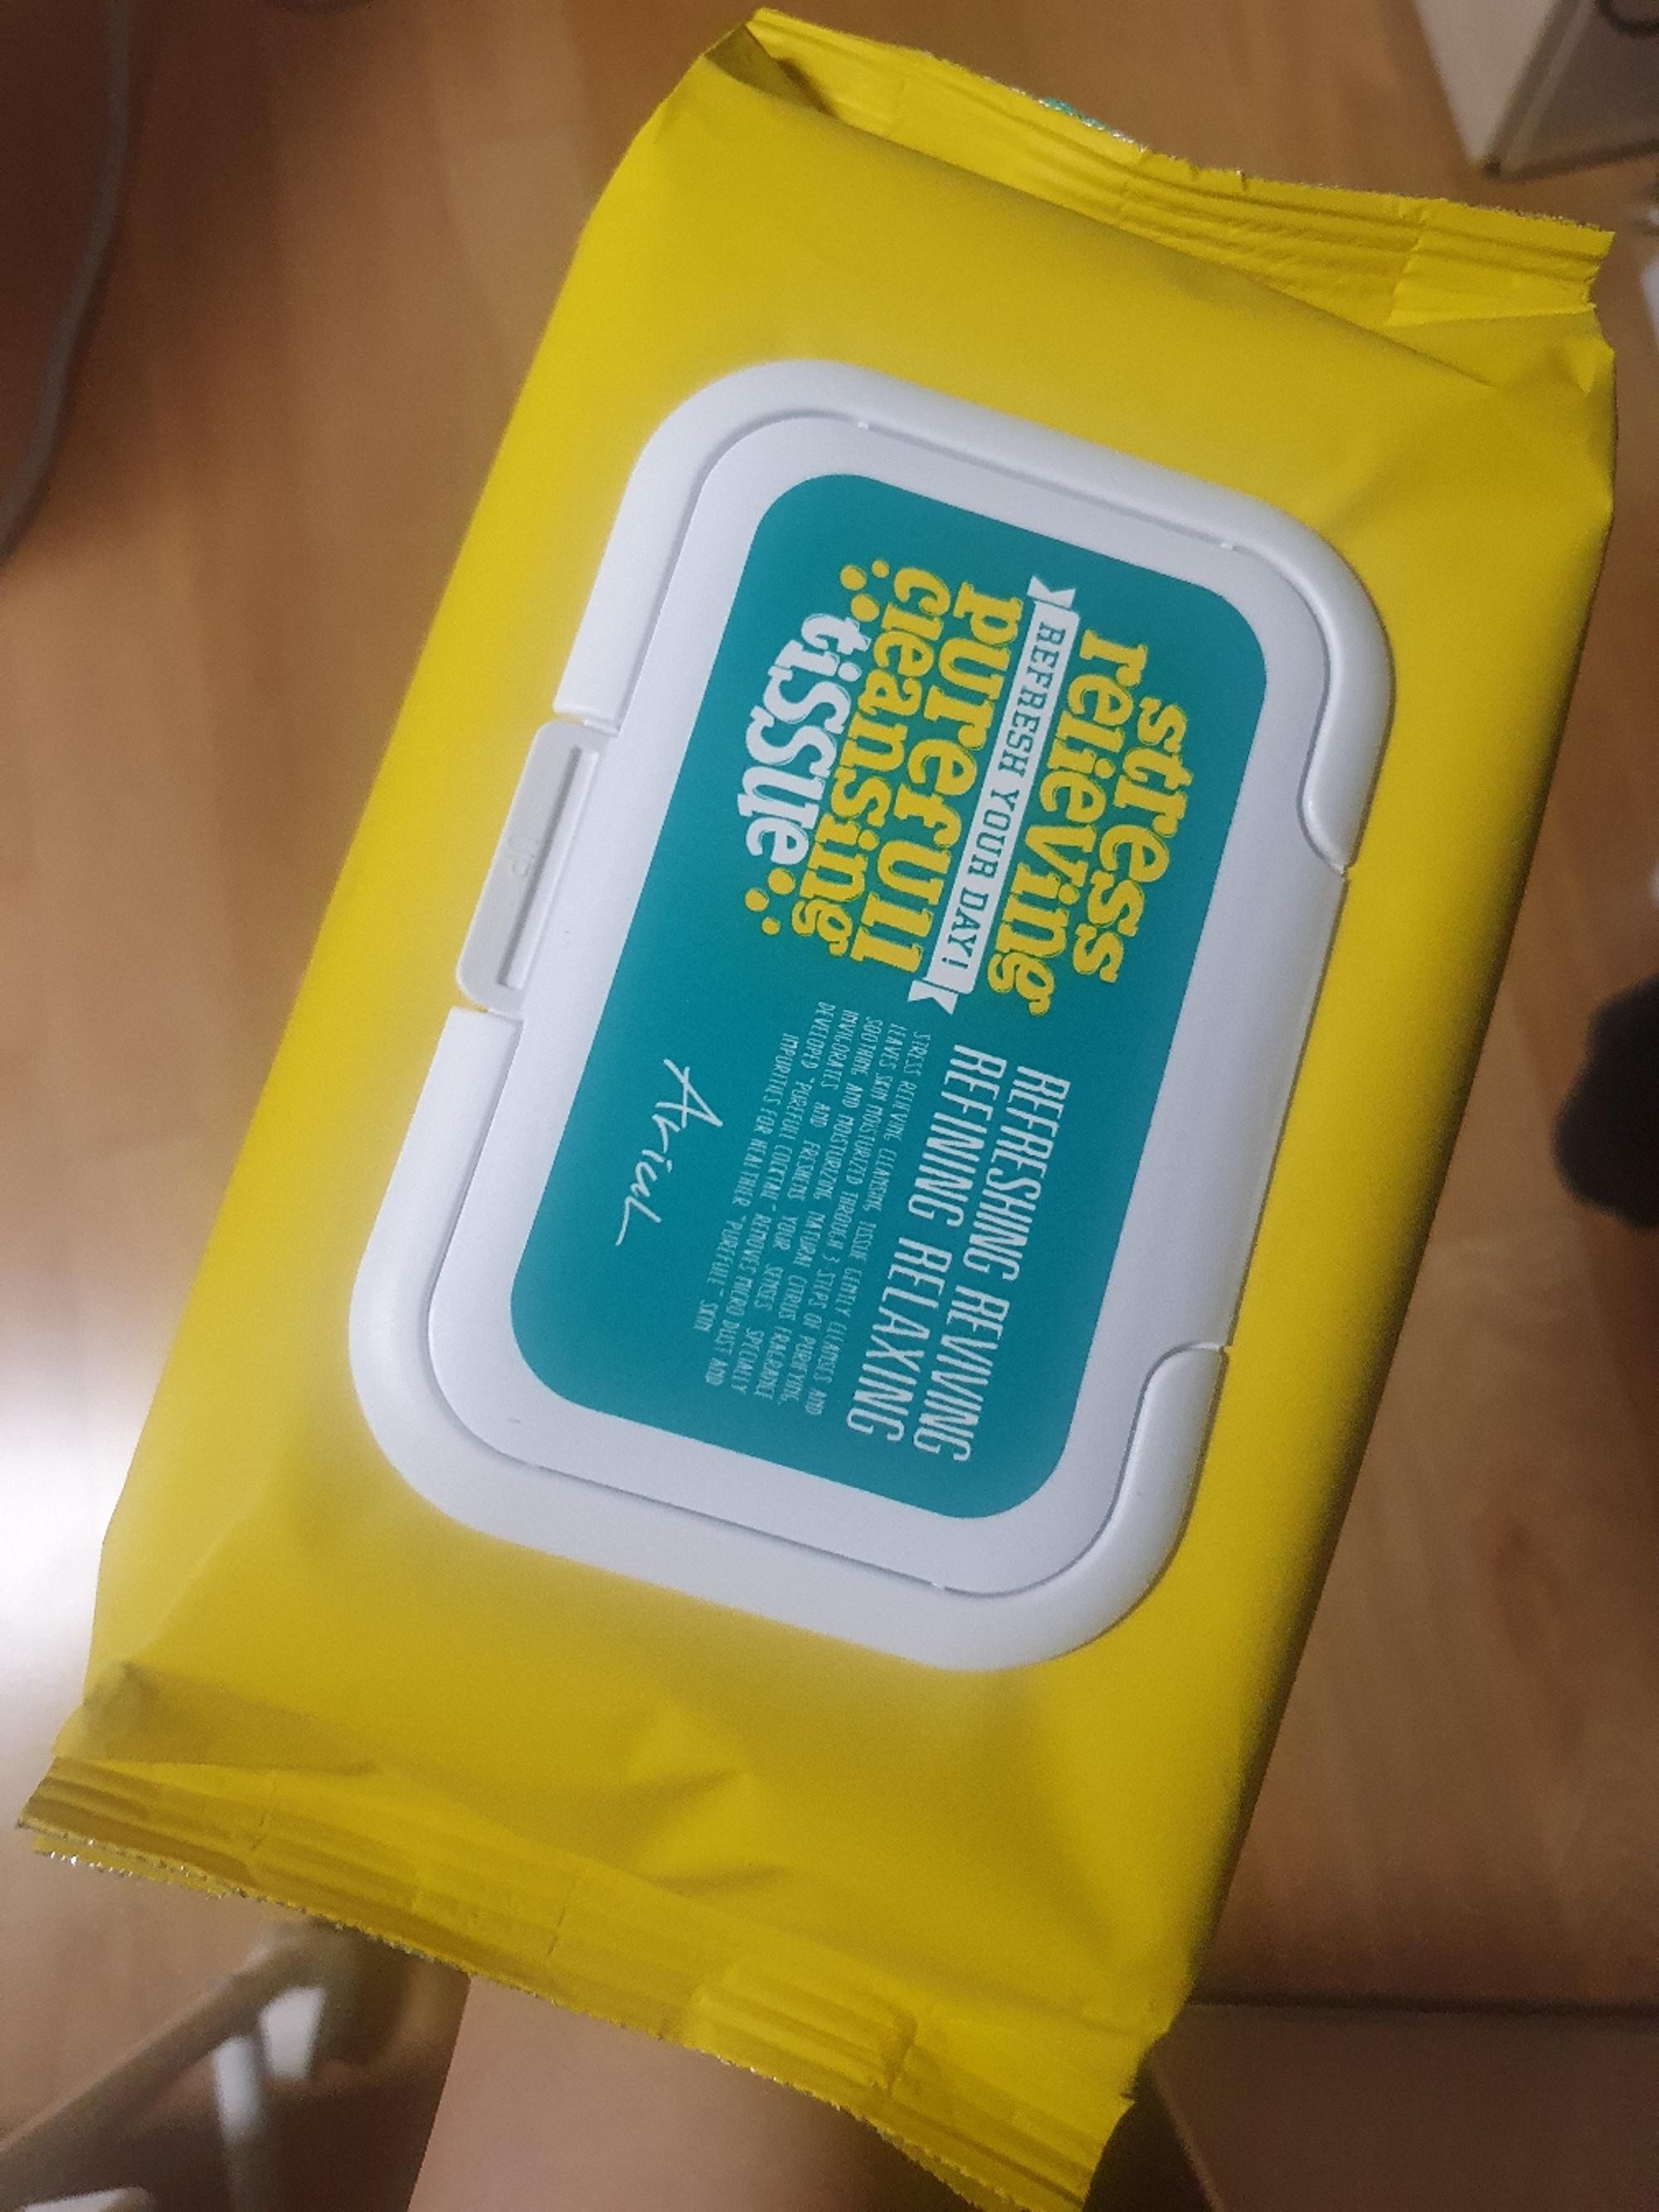 stress
relieving
REFRESH YOUR DAY!
purefull
cleansing
tissue
REFRESHING REVIVING
REFINING RELAXING
STRESS RELIEVING CLEANSING TISSUE GENTLY CLEANSES AND
LEAVES SKIN MOISTURIZED THROUGH 3 STEPS OF PURIFYING,
SOOTHING AND MOISTURIZING. NATURAL CITRUS FRAGRANCE
INVIGORATES AND FRESHENS YOUR SENSES. SPECIALLY
DEVELOPED "PUREFULL COCKTAIL" REMOVES MICRO DUST AND
IMPURITIES FOR HEALTHIER "PUREFUME" SKIN
Ariul
UP